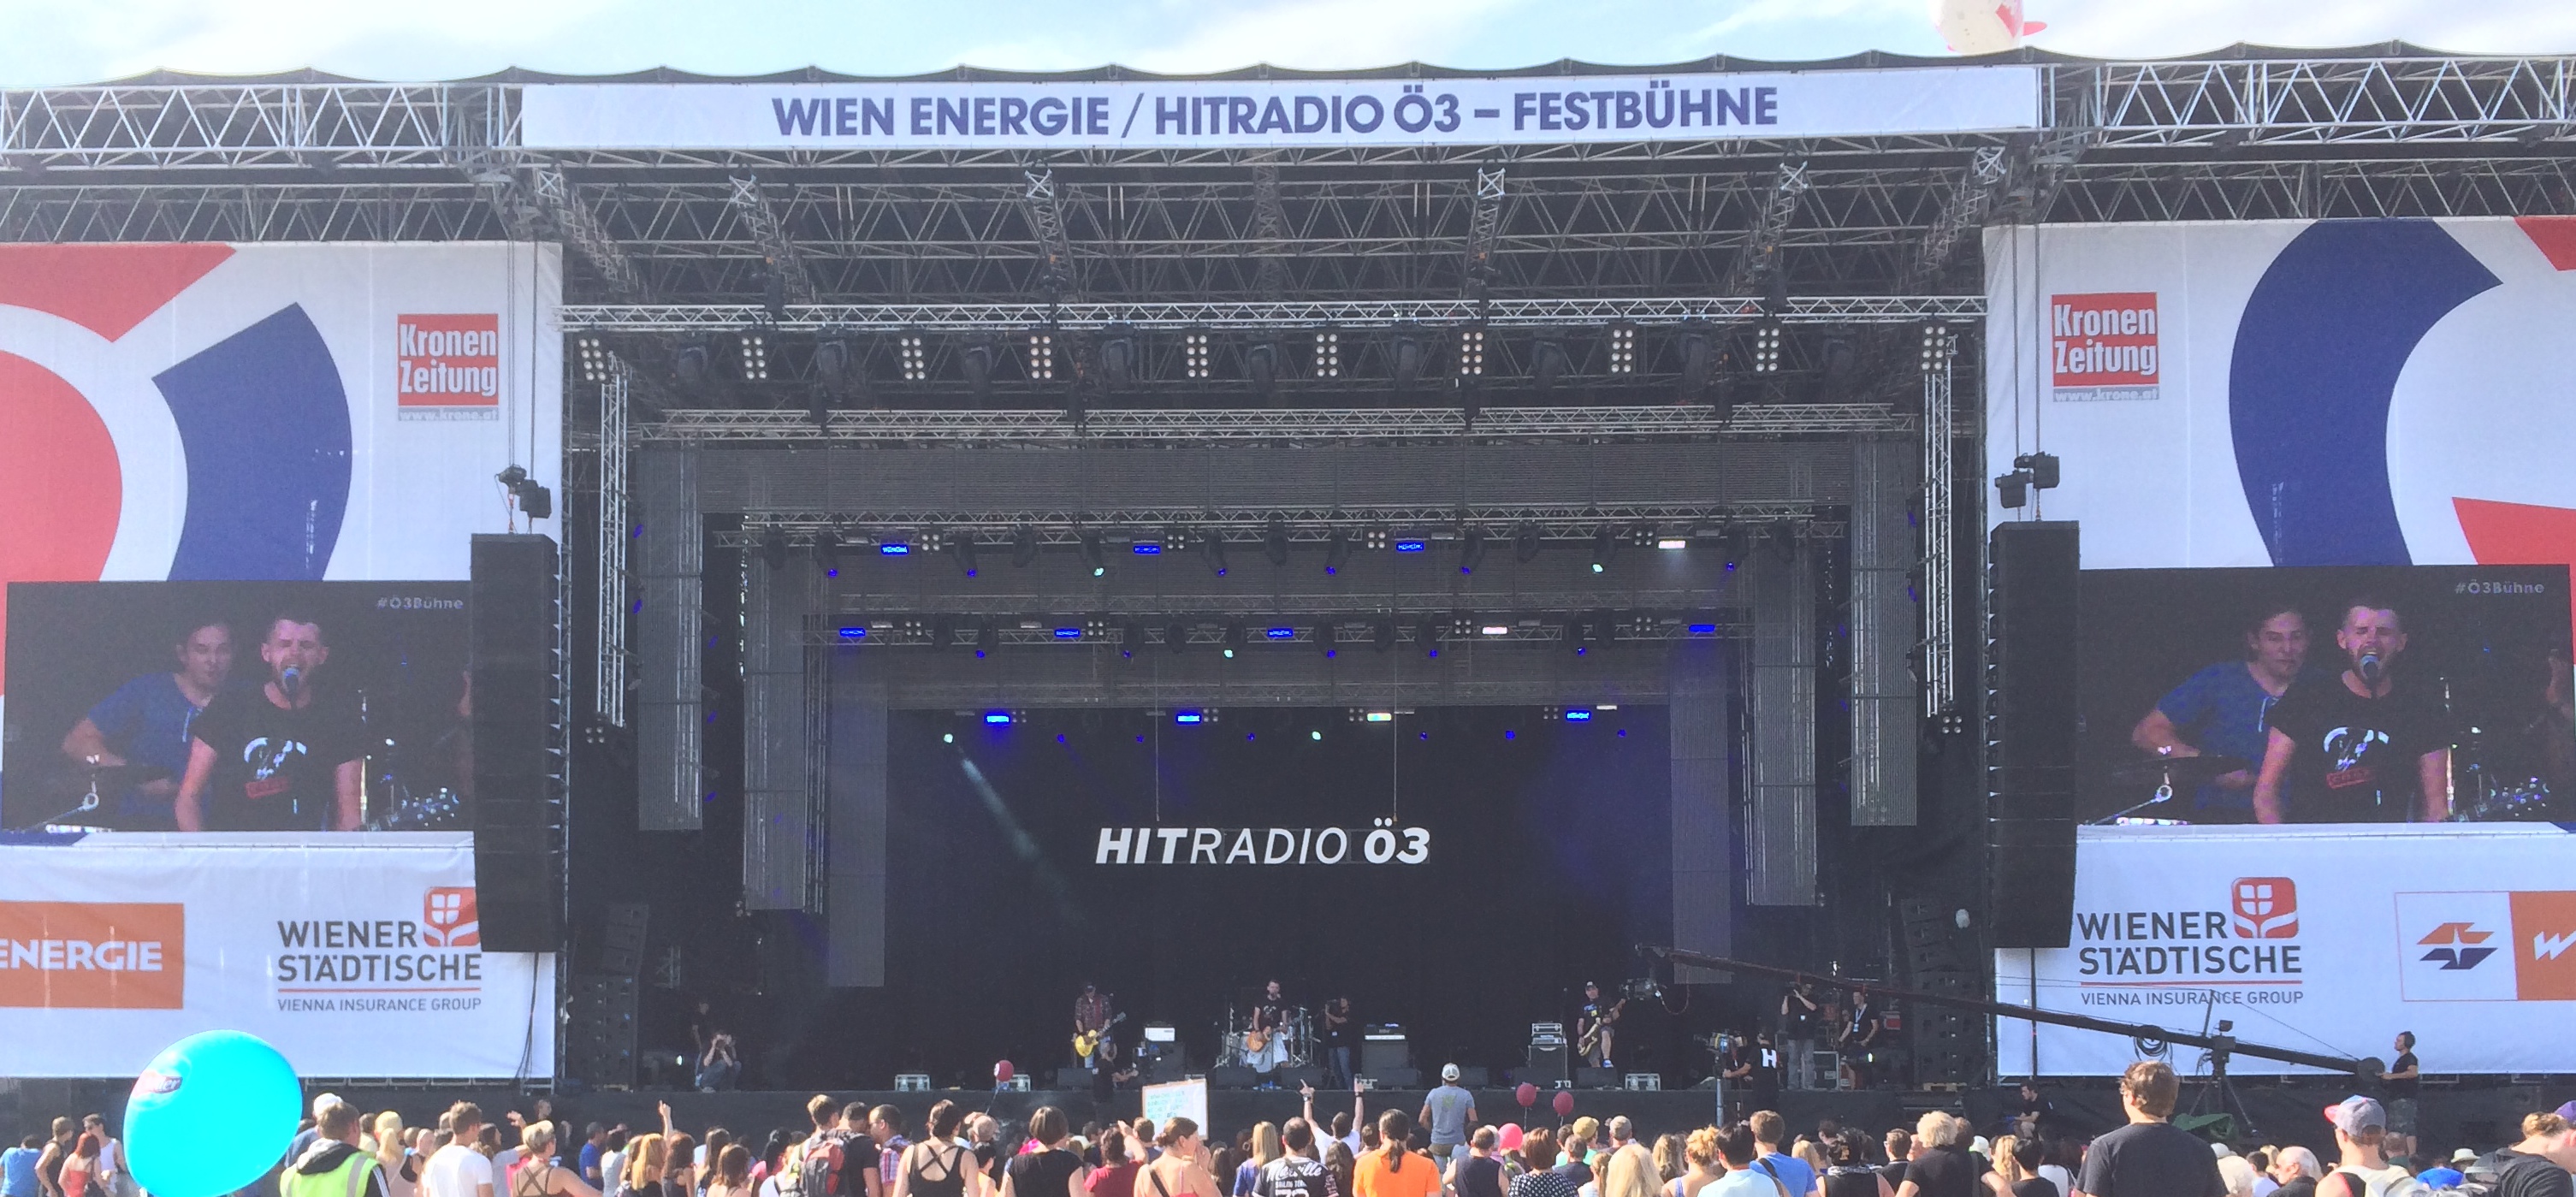 WIEN ENERGIE / HITRADIO Ö3 – FESTBÜHNE
Kronen
Zeitung
www.krone.at
Kronen
Zeitung
www.krone.at
#Ö3Bühne
#Ö3Bühne
HITRADIO Ö3
ENERGIE
WIENER
STÄDTISCHE
VIENNA INSURANCE GROUP
WIENER
STÄDTISCHE
VIENNA INSURANCE GROUP
W
H